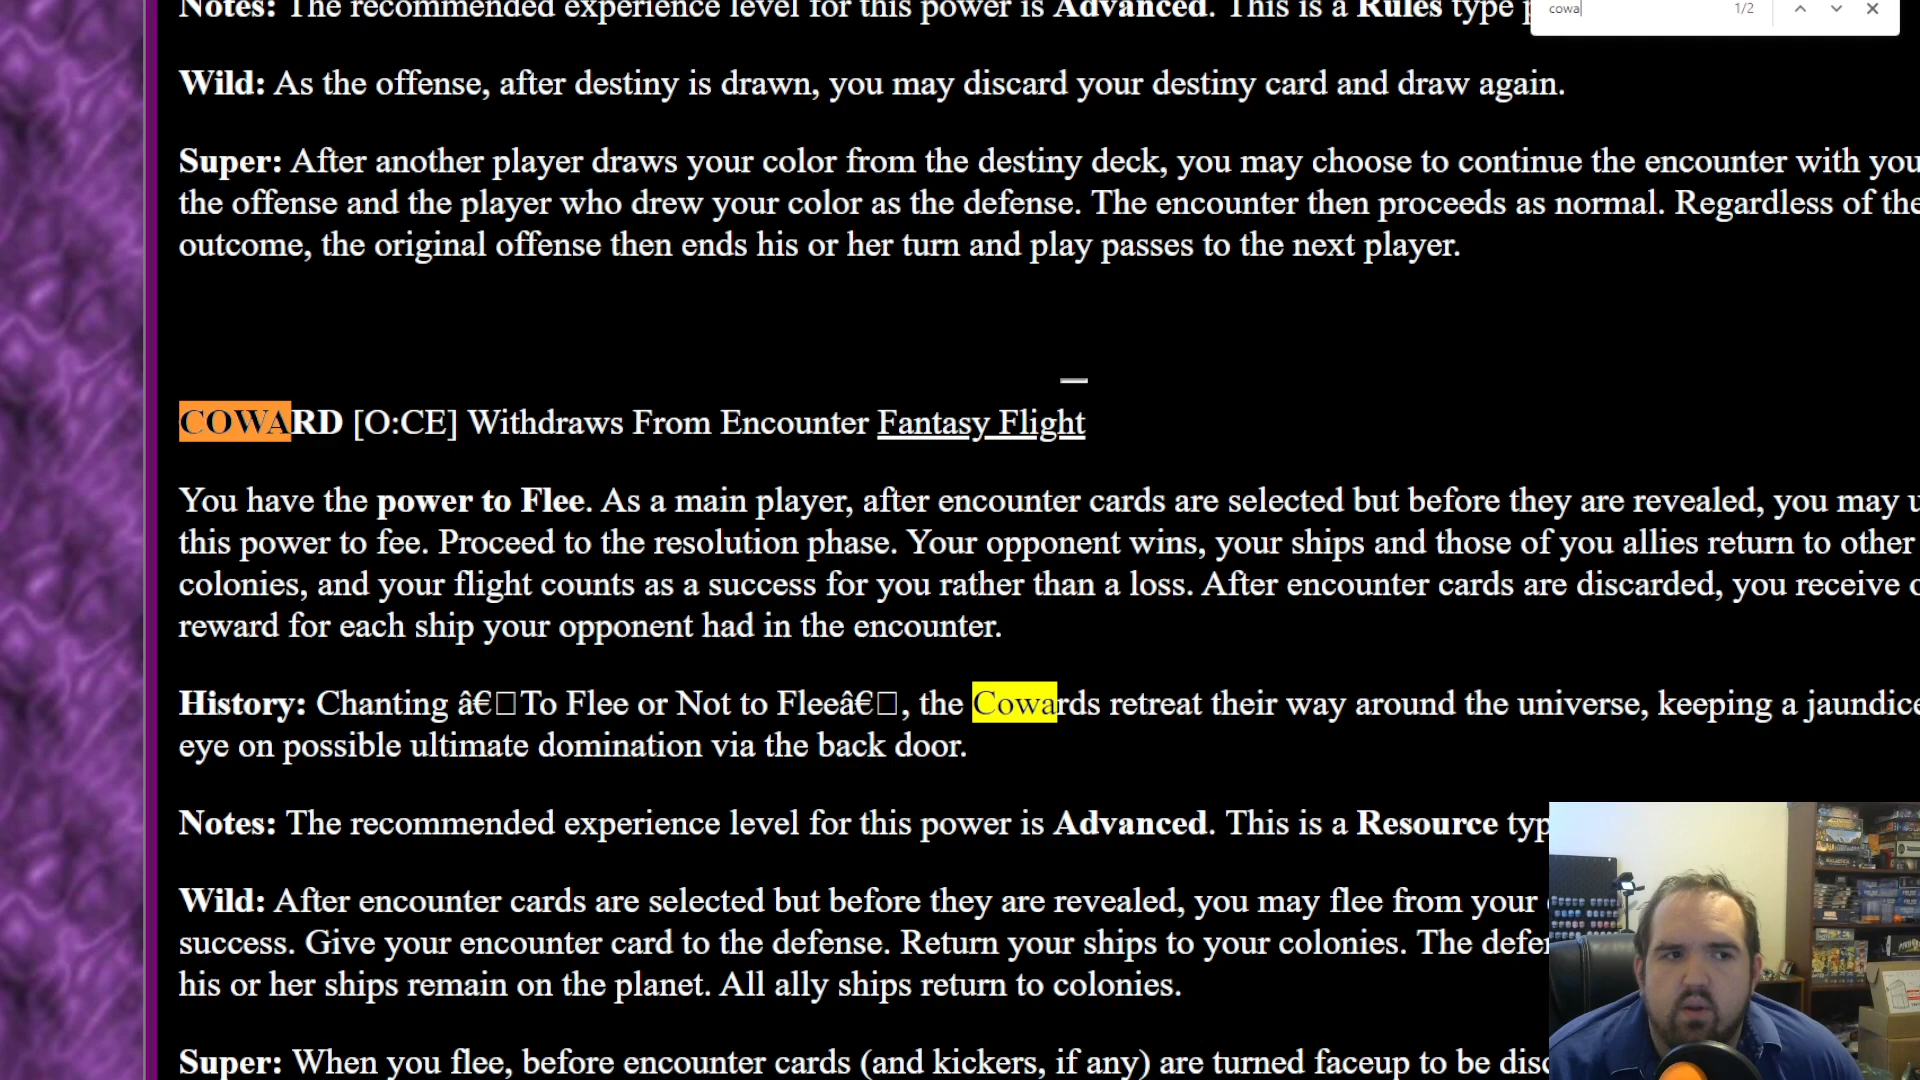 Notes: The recommended experience level for this power is Advanced. This is a Rules type
cowa 1/2
Wild: As the offense, after destiny is drawn, you may discard your destiny card and draw again.
Super: After another player draws your color from the destiny deck, you may choose to continue the encounter with you
the offense and the player who drew your color as the defense. The encounter then proceeds as normal. Regardless of the
outcome, the original offense then ends his or her turn and play passes to the next player.
COWARD [O:CE] Withdraws From Encounter Fantasy Flight
You have the power to Flee. As a main player, after encounter cards are selected but before they are revealed, you may u
this power to fee. Proceed to the resolution phase. Your opponent wins, your ships and those of you allies return to other
colonies, and your flight counts as a success for you rather than a loss. After encounter cards are discarded, you receive o
reward for each ship your opponent had in the encounter.
History: Chanting â€□To Flee or Not to Fleeâ€□, the Cowards retreat their way around the universe, keeping a jaundice
eye on possible ultimate domination via the back door.
Notes: The recommended experience level for this power is Advanced. This is a Resource typ
Wild: After encounter cards are selected but before they are revealed, you may flee from your
success. Give your encounter card to the defense. Return your ships to your colonies. The defe
his or her ships remain on the planet. All ally ships return to colonies.
Super: When you flee, before encounter cards (and kickers, if any) are turned faceup to be disc